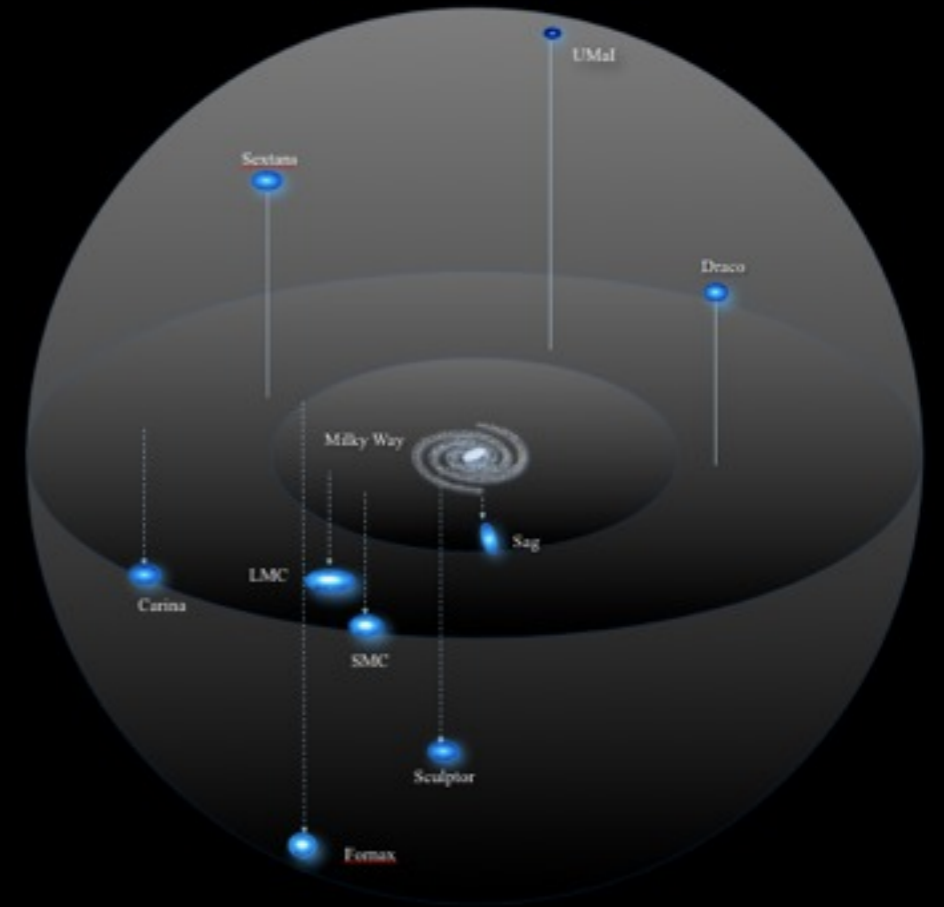 UMaI
Sextans
Draco
Milky Way
Sag
LMC
Carina
SMC
Sculptor
Fornax